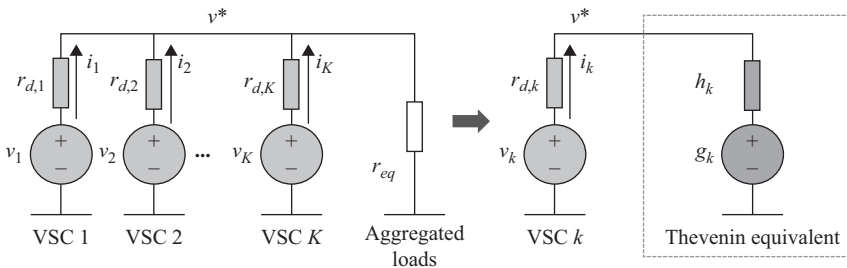 v*
i1
i2
iK
rd,1
rd,2
rd,K
v1
v2
...
vK
req
VSC 1
VSC 2
VSC K
Aggregated
loads
v*
ik
rd,k
hk
vk
gk
VSC k
Thevenin equivalent